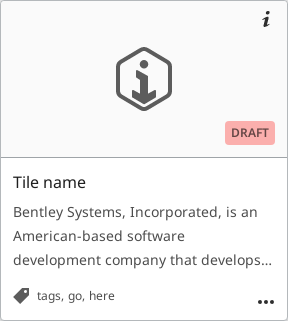 DRAFT
Tile name
Bentley Systems, Incorporated, is an
American-based software
development company that develops...
tags, go, here